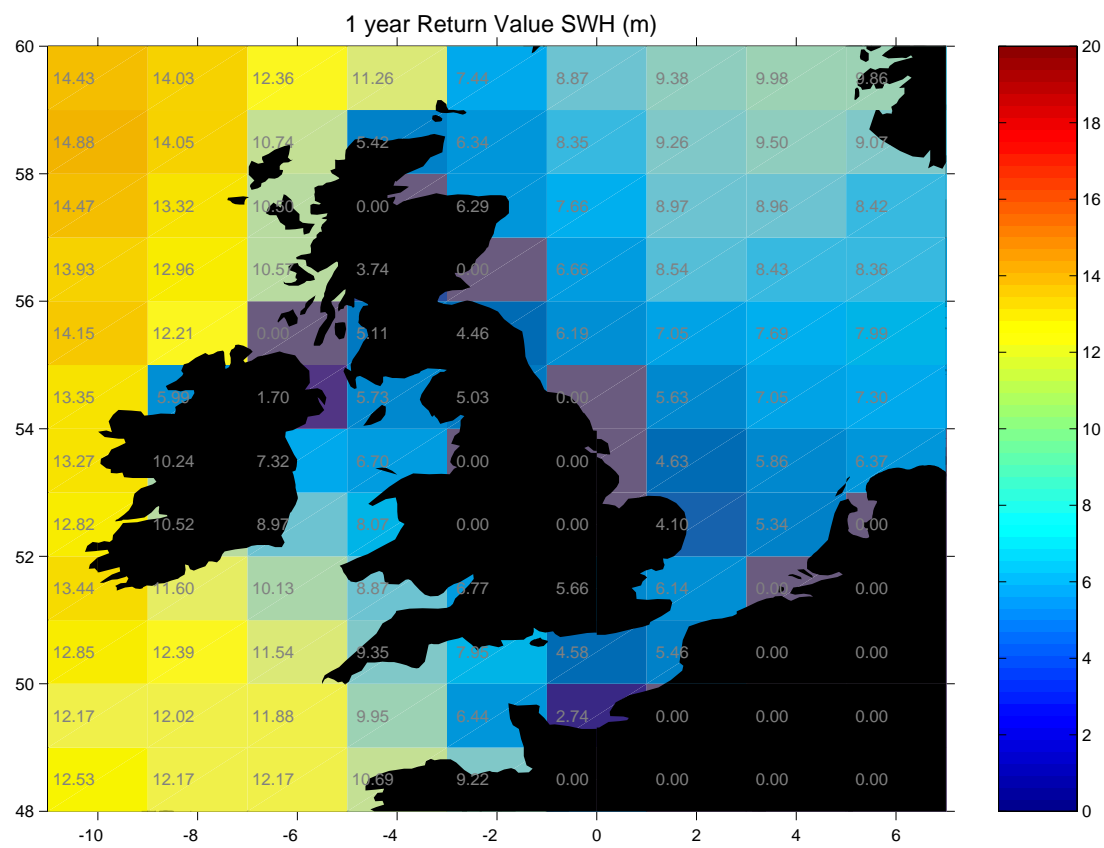 1 year Return Value SWH (m)
60
14.43 14.03 12.36 11.26 7.44 8.87 9.38 9.98 9.86
14.88 14.05 10.74 5.42 6.34 8.35 9.26 9.50 9.07
58
14.47 13.32 10.50 0.00 6.29 7.66 8.97 8.96 8.42
13.93 12.96 10.57 3.74 0.00 6.66 8.54 8.43 8.36
56
14.15 12.21 0.00 5.11 4.46 6.19 7.05 7.69 7.99
13.35 5.99 1.70 5.73 5.03 0.00 5.63 7.05 7.30
54
13.27 10.24 7.32 6.70 0.00 0.00 4.63 5.86 6.37
12.82 10.52 8.97 8.07 0.00 0.00 4.10 5.34 0.00
52
13.44 11.60 10.13 8.87 5.66 6.14 0.00 0.00
12.85 12.39 11.54 9.35 4.58 5.46 0.00 0.00
50
12.17 12.02 11.88 9.95 6.44 2.74 0.00 0.00 0.00
12.53 12.17 12.17 10.69 9.22 0.00 0.00 0.00 0.00
48
-10 -8 -6 -4 -2 0 2 4 6
20
18
16
14
12
10
8
6
4
2
0